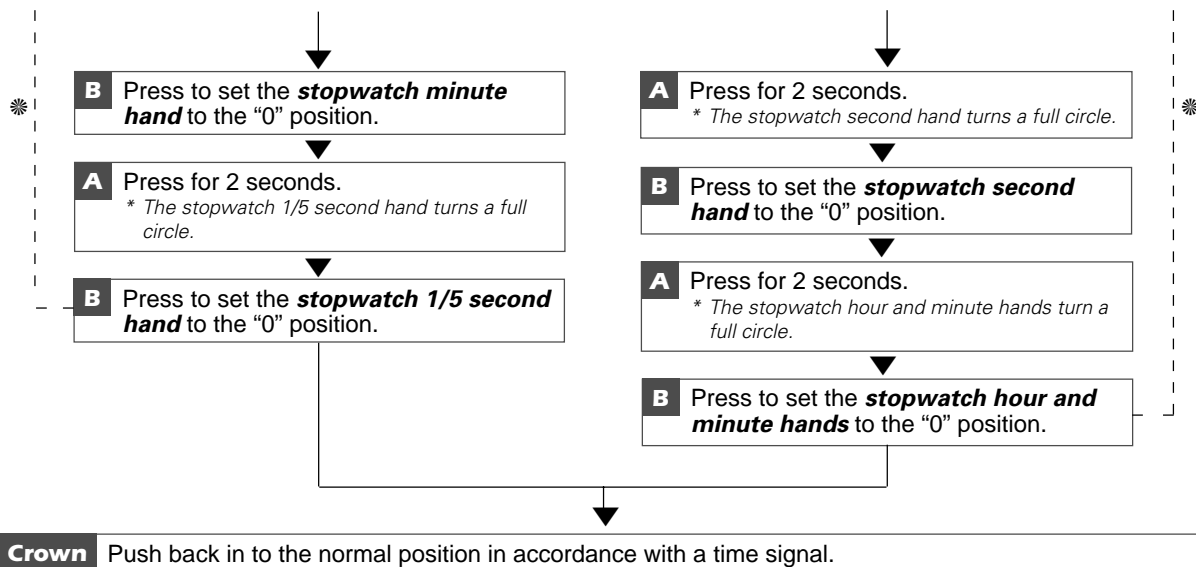 B Press to set the stopwatch minute
hand to the “0” position.
A Press for 2 seconds.
* The stopwatch 1/5 second hand turns a full
circle.
B Press to set the stopwatch 1/5 second
hand to the “0” position.
A Press for 2 seconds.
* The stopwatch second hand turns a full circle.
B Press to set the stopwatch second
hand to the “0” position.
A Press for 2 seconds.
* The stopwatch hour and minute hands turn a
full circle.
B Press to set the stopwatch hour and
minute hands to the “0” position.
Crown Push back in to the normal position in accordance with a time signal.